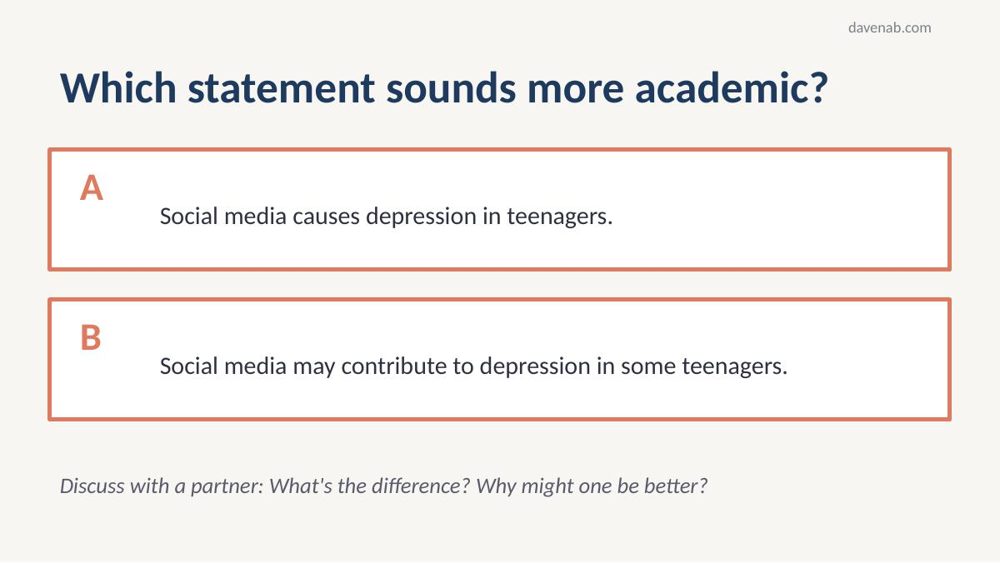 davenab.com
Which statement sounds more academic?
A
Social media causes depression in teenagers.
B
Social media may contribute to depression in some teenagers.
Discuss with a partner: What's the difference? Why might one be better?